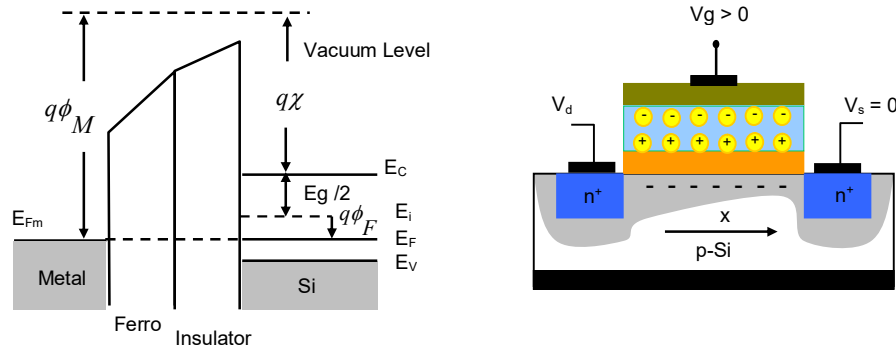 Vacuum Level
qϕM
qχ
EC
Eg /2
Ei
qϕF
EFm
EF
EV
Metal
Si
Ferro
Insulator
Vg > 0
Vd
Vs = 0
- - - - - -
+ + + + + +
- - - - - - -
n+
n+
x
p-Si